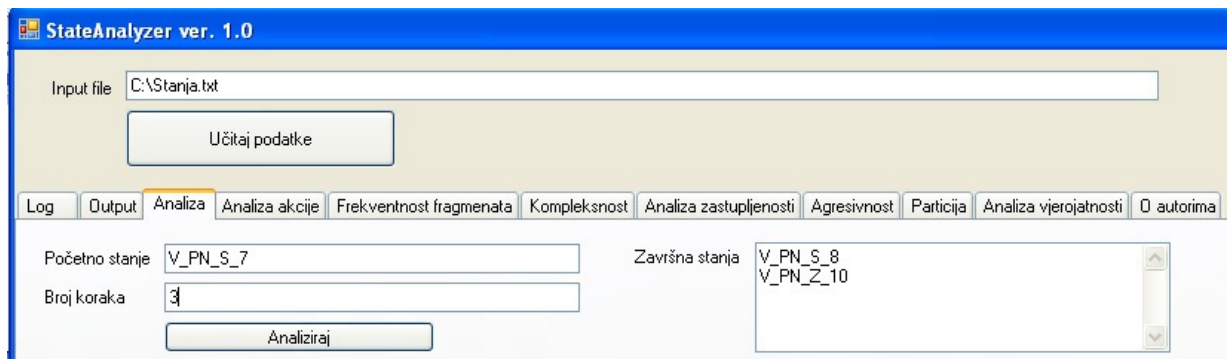 StateAnalyzer ver. 1.0
Input file C:\Stanja.txt
Učitaj podatke
Log Output Analiza Analiza akcije Frekventnost fragmenata Kompleksnost Analiza zastupljenosti Agresivnost Particija Analiza vjerojatnosti O autorima
Početno stanje V_PN_S_7
Broj koraka 3
Analiziraj
Završna stanja V_PN_S_8
V_PN_Z_10